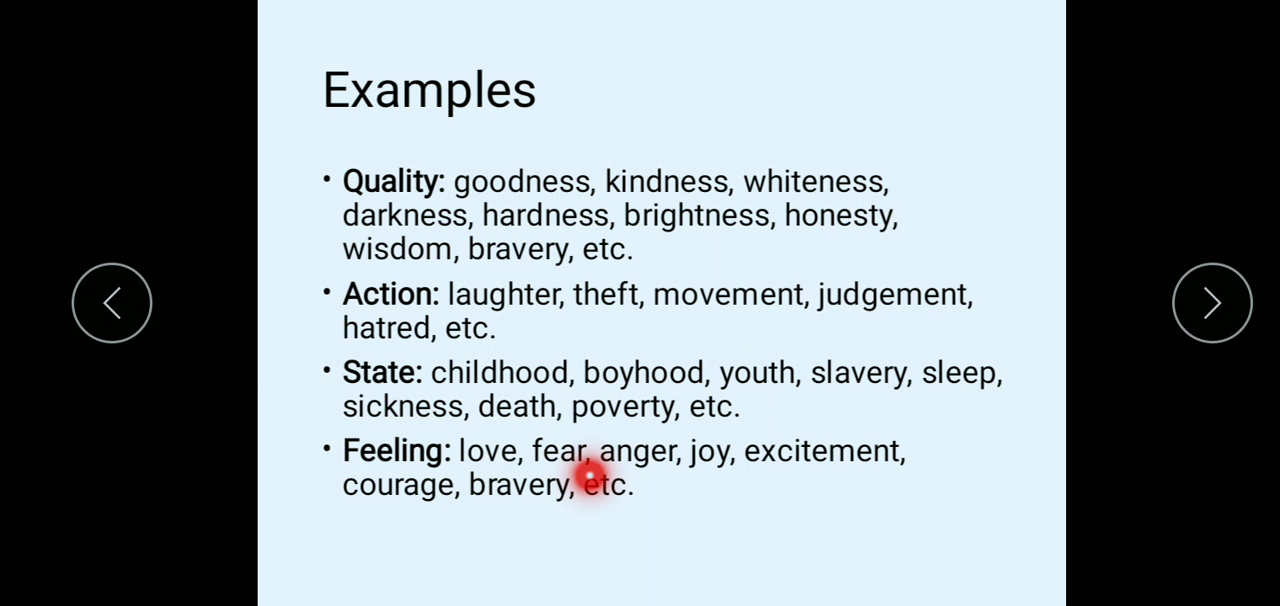 Examples
• Quality: goodness, kindness, whiteness,
darkness, hardness, brightness, honesty,
wisdom, bravery, etc.
• Action: laughter, theft, movement, judgement,
hatred, etc.
• State: childhood, boyhood, youth, slavery, sleep,
sickness, death, poverty, etc.
• Feeling: love, fear, anger, joy, excitement,
courage, bravery, etc.